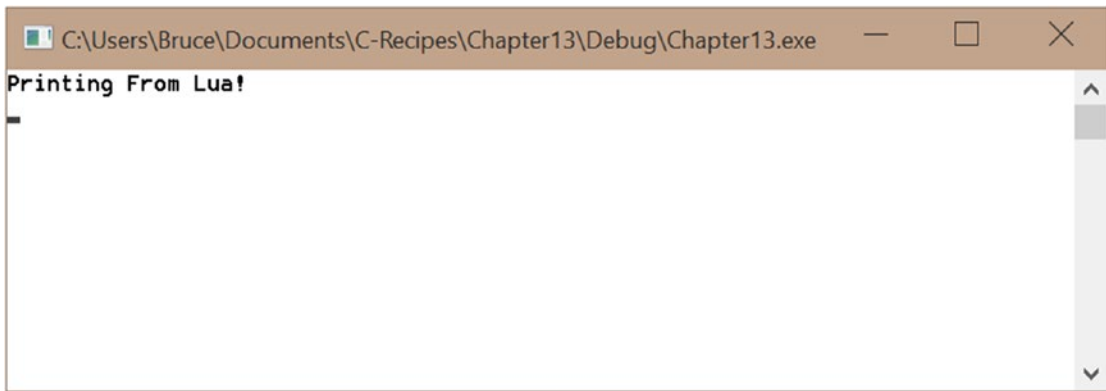 C:\Users\Bruce\Documents\C-Recipes\Chapter13\Debug\Chapter13.exe
Printing From Lua!